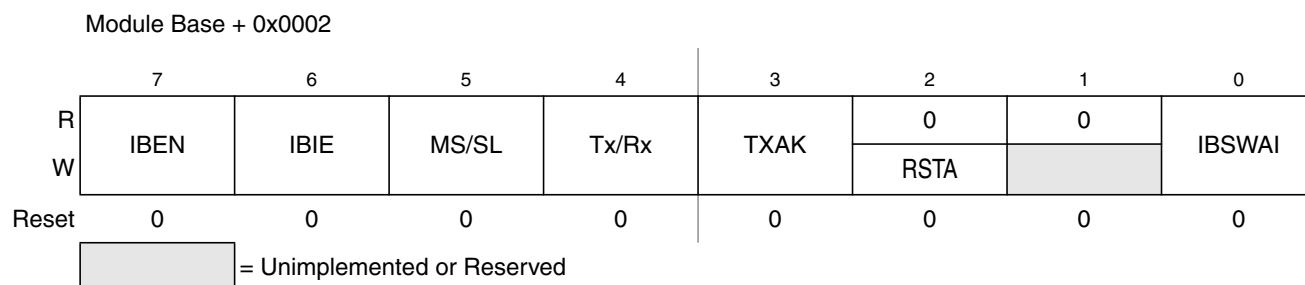 Module Base + 0x0002
7 6 5 4 3 2 1 0
R IBEN IBIE MS/SL Tx/Rx TXAK 0 0 IBSWAI
W RSTA
Reset 0 0 0 0 0 0 0 0
= Unimplemented or Reserved